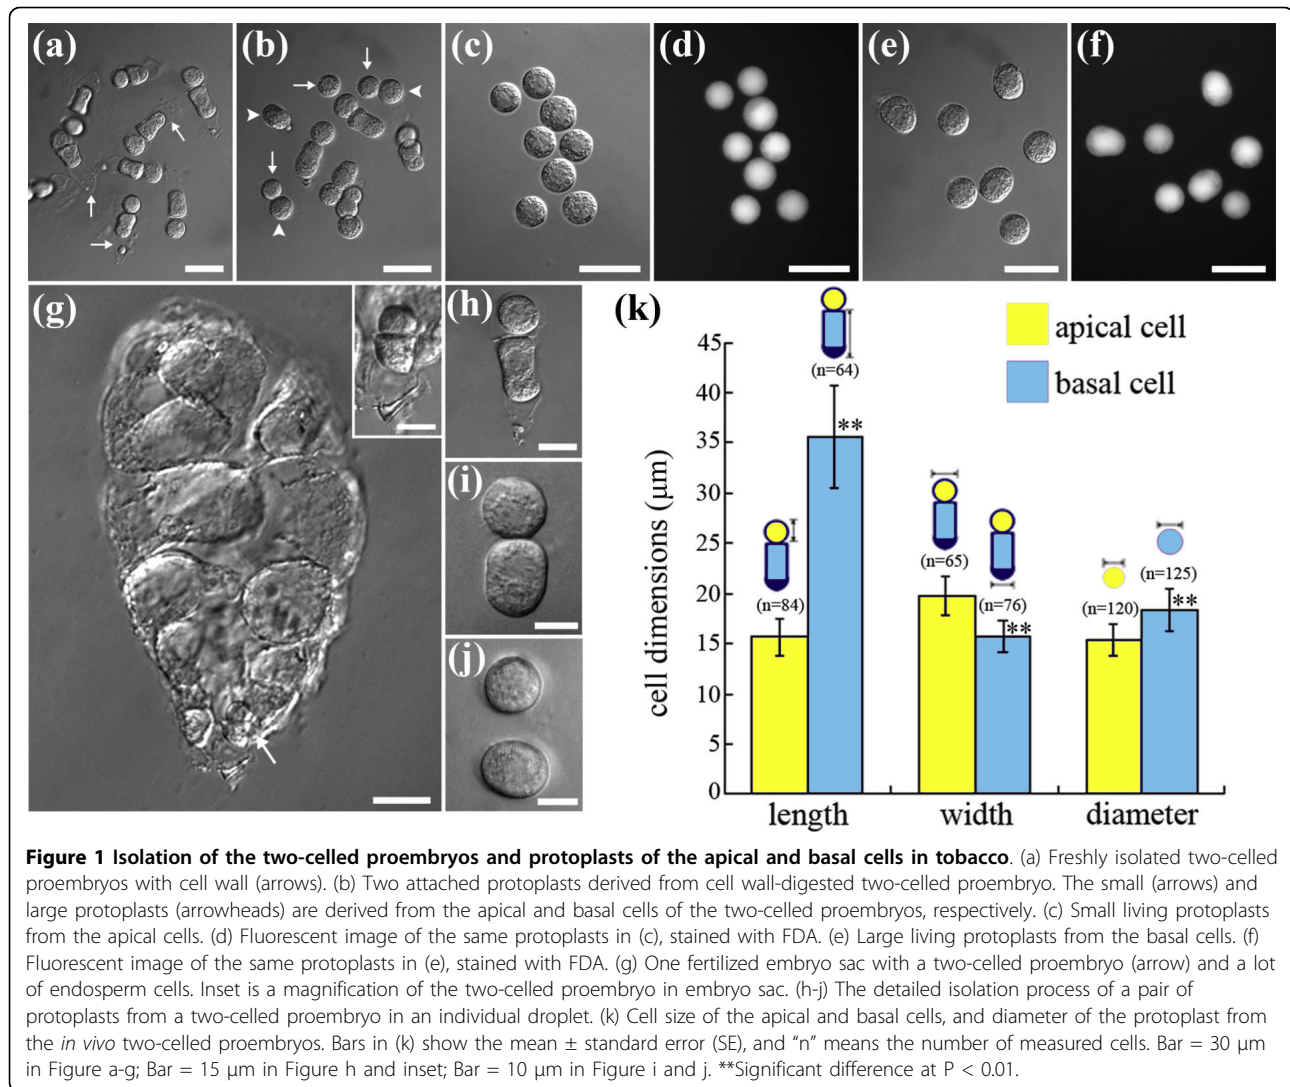 (a) (b) (c) (d) (e) (f)
(g) (h) (k)
(i)
(j)
apical cell
basal cell
45
40
35
30
25
20
15
10
5
0
cell dimensions (μm)
(n=84)
(n=64)
**
(n=65)
(n=76)
**
(n=120)
(n=125)
**
length width diameter
Figure 1 Isolation of the two-celled proembryos and protoplasts of the apical and basal cells in tobacco. (a) Freshly isolated two-celled
proembryos with cell wall (arrows). (b) Two attached protoplasts derived from cell wall-digested two-celled proembryo. The small (arrows) and
large protoplasts (arrowheads) are derived from the apical and basal cells of the two-celled proembryos, respectively. (c) Small living protoplasts
from the apical cells. (d) Fluorescent image of the same protoplasts in (c), stained with FDA. (e) Large living protoplasts from the basal cells. (f)
Fluorescent image of the same protoplasts in (e), stained with FDA. (g) One fertilized embryo sac with a two-celled proembryo (arrow) and a lot
of endosperm cells. Inset is a magnification of the two-celled proembryo in embryo sac. (h-j) The detailed isolation process of a pair of
protoplasts from a two-celled proembryo in an individual droplet. (k) Cell size of the apical and basal cells, and diameter of the protoplast from
the in vivo two-celled proembryos. Bars in (k) show the mean ± standard error (SE), and “n” means the number of measured cells. Bar = 30 μm
in Figure a-g; Bar = 15 μm in Figure h and inset; Bar = 10 μm in Figure i and j. **Significant difference at P < 0.01.